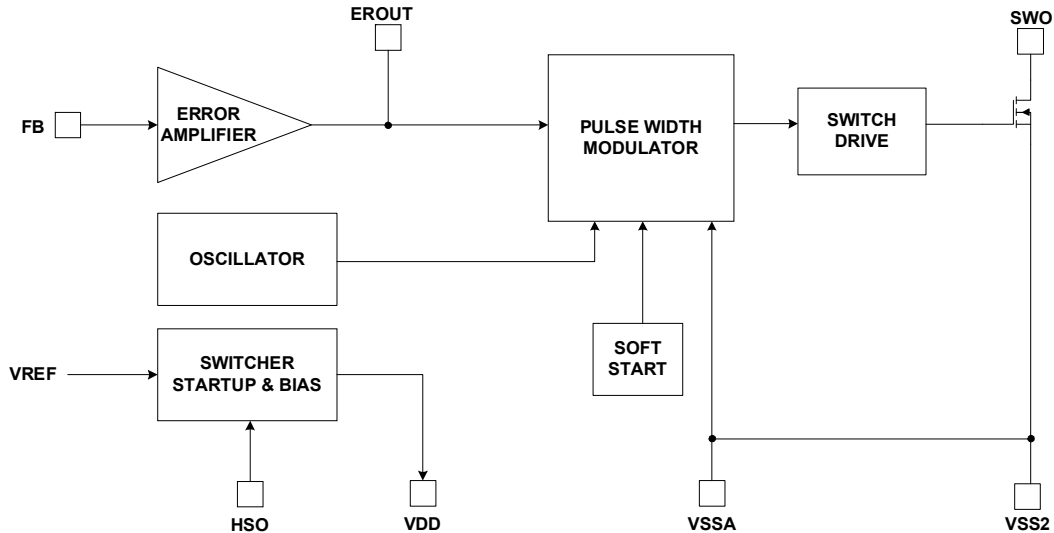 EROUT
SWO
FB
ERROR
AMPLIFIER
PULSE WIDTH
MODULATOR
SWITCH
DRIVE
OSCILLATOR
SOFT
START
VREF
SWITCHER
STARTUP & BIAS
HSO
VDD
VSSA
VSS2